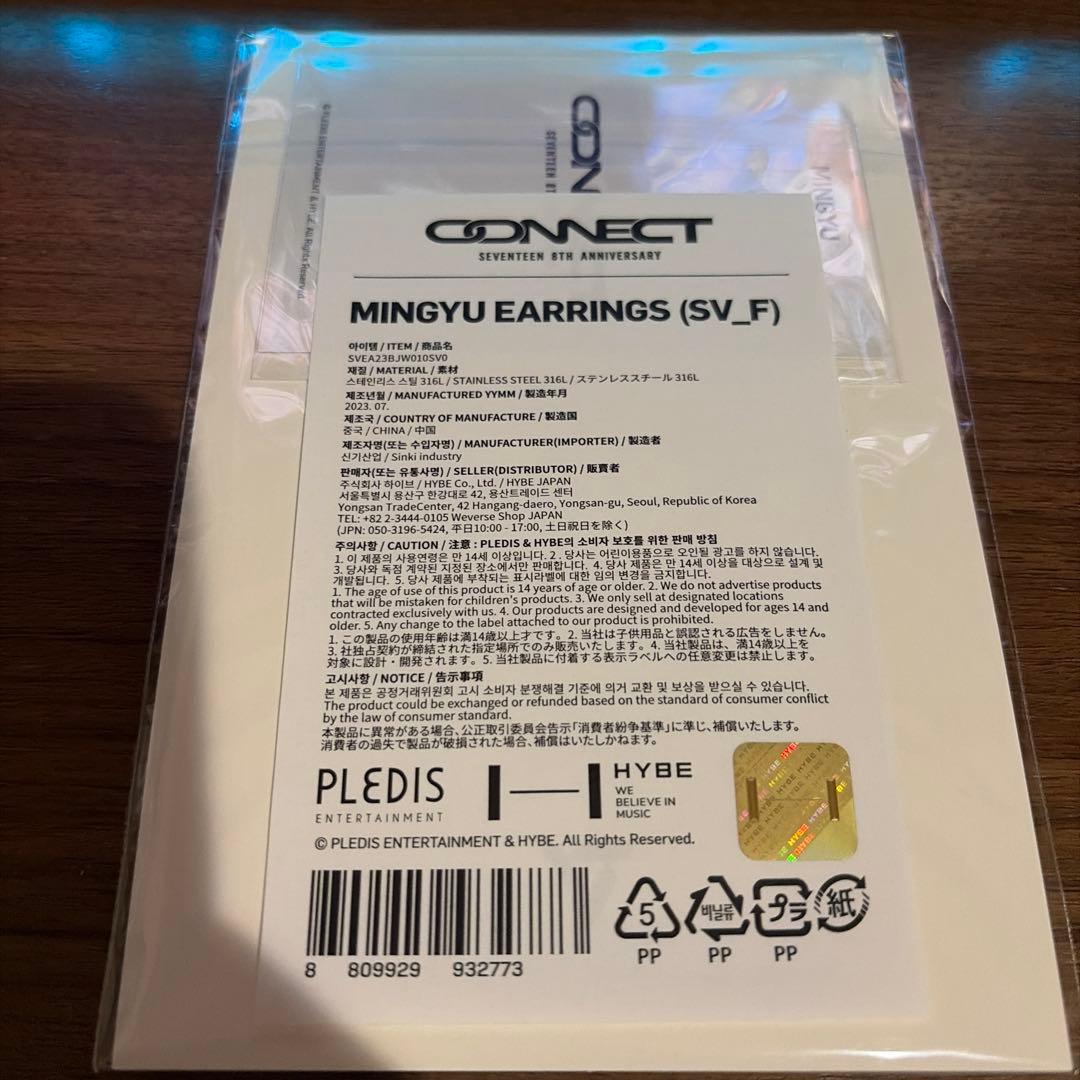 © PLEDIS ENTERTAINMENT & HYBE. All Rights Reserved.
CONN
SEVENTEEN 8T
MINGYU
CONNECT
SEVENTEEN 8TH ANNIVERSARY
MINGYU EARRINGS (SV_F)
아이템 / ITEM / 商品名
SVEA23BJW010SV0
재질 / MATERIAL / 素材
스테인리스 스틸 316L / STAINLESS STEEL 316L / ステンレススチール 316L
제조년월 / MANUFACTURED YYMM / 製造年月
2023. 07.
제조국 / COUNTRY OF MANUFACTURE / 製造国
중국 / CHINA / 中国
제조자명(또는 수입자명) / MANUFACTURER(IMPORTER) / 製造者
신기산업 / Sinki industry
판매자(또는 유통사명) / SELLER(DISTRIBUTOR) / 販賣者
주식회사 하이브 / HYBE Co., Ltd. / HYBE JAPAN
서울특별시 용산구 한강대로 42, 용산트레이드 센터
Yongsan TradeCenter, 42 Hangang-daero, Yongsan-gu, Seoul, Republic of Korea
TEL: +82 2-3444-0105 Weverse Shop JAPAN
(JPN: 050-3196-5424, 平日10:00 - 17:00, 土日祝日を除く)
주의사항 / CAUTION / 注意 : PLEDIS & HYBE의 소비자 보호를 위한 판매 방침
1. 이 제품의 사용연령은 만 14세 이상입니다. 2 . 당사는 어린이용품으로 오인될 광고를 하지 않습니다.
3. 당사와 독점 계약된 지정된 장소에서만 판매합니다. 4. 당사 제품은 만 14세 이상을 대상으로 설계 및
개발됩니다. 5. 당사 제품에 부착되는 표시라벨에 대한 임의 변경을 금지합니다.
1. The age of use of this product is 14 years of age or older. 2. We do not advertise products
that will be mistaken for children's products. 3. We only sell at designated locations
contracted exclusively with us. 4. Our products are designed and developed for ages 14 and
older. 5. Any change to the label attached to our product is prohibited.
1. この製品の使用年齢は満14歳以上才です。2. 当社は子供用品と誤認される広告をしません。
3. 社独占契約が締結された指定場所でのみ販売いたします。4. 当社製品は、満14歳以上を
対象に設計・開発されます。5. 当社製品に付着する表示ラベルへの任意変更は禁止します。
고시사항 / NOTICE / 告示事項
본 제품은 공정거래위원회 고시 소비자 분쟁해결 기준에 의거 교환 및 보상을 받으실 수 있습니다.
The product could be exchanged or refunded based on the standard of consumer conflict
by the law of consumer standard.
本製品に異常がある場合、公正取引委員会告示「消費者紛争基準」に準じ、補償いたします。
消費者の過失で製品が破損された場合、補償はいたしかねます。
PLEDIS
ENTERTAINMENT
HYBE
WE
BELIEVE IN
MUSIC
© PLEDIS ENTERTAINMENT & HYBE. All Rights Reserved.
8 809929 932773
5 비닐류 プラ 紙
PP PP PP